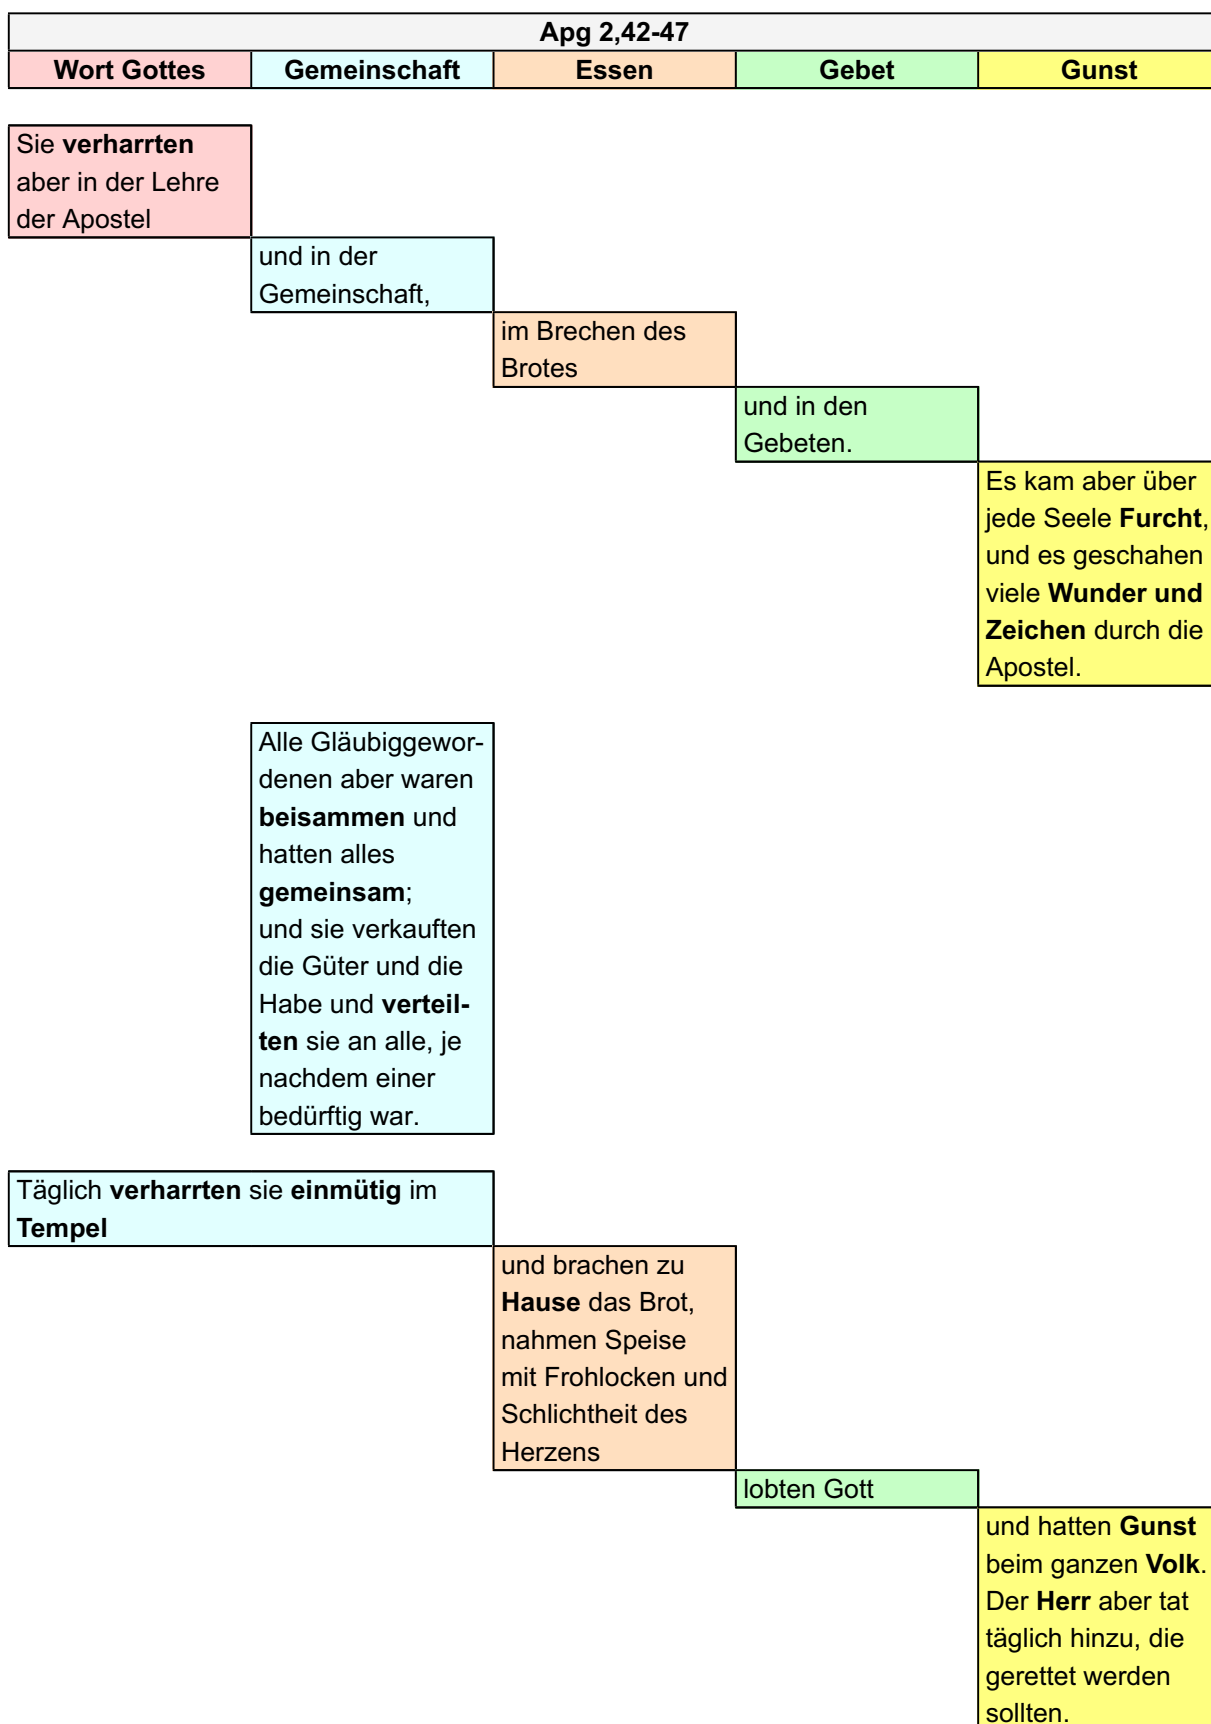 Apg 2,42-47
Wort Gottes Gemeinschaft Essen Gebet Gunst
Sie verharrten
aber in der Lehre
der Apostel
und in der
Gemeinschaft,
im Brechen des
Brotes
und in den
Gebeten.
Es kam aber über
jede Seele Furcht,
und es geschahen
viele Wunder und
Zeichen durch die
Apostel.
Alle Gläubiggewor-
denen aber waren
beisammen und
hatten alles
gemeinsam;
und sie verkauften
die Güter und die
Habe und verteil-
ten sie an alle, je
nachdem einer
bedürftig war.
Täglich verharrten sie einmütig im
Tempel
und brachen zu
Hause das Brot,
nahmen Speise
mit Frohlocken und
Schlichtheit des
Herzens
lobten Gott
und hatten Gunst
beim ganzen Volk.
Der Herr aber tat
täglich hinzu, die
gerettet werden
sollten.